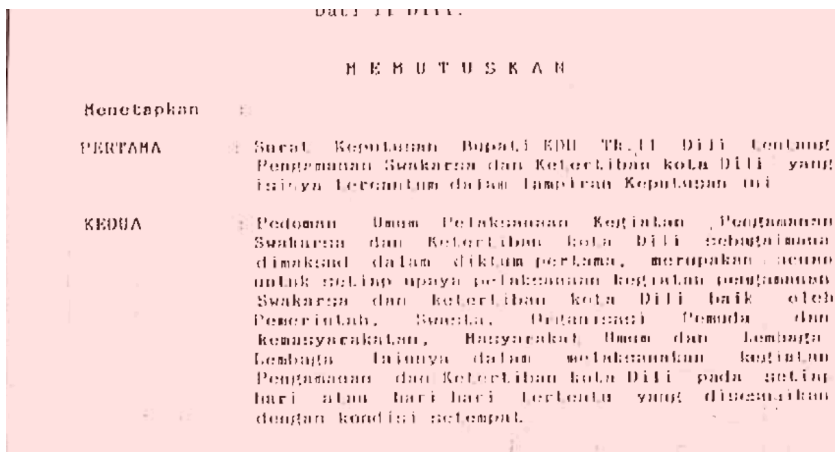 Dati II Dili.
M E M U T U S K A N
Menetapkan :
PERTAMA : Surat Keputusan Bupati KDH Tk.II Dili tentang
Pengamanan Swakarsa dan Ketertiban kota Dili yang
isinya tercantum dalam lampiran Keputusan ini
KEDUA : Pedoman Umum Pelaksanaan Kegiatan Pengamanan
Swakarsa dan Ketertiban kota Dili sebagaimana
dimaksud dalam diktum pertama, merupakan acuan
untuk setiap upaya pelaksanaan kegiatan pengamanan
Swakarsa dan ketertiban kota Dili baik oleh
Pemerintah, Swasta, Organisasi Pemuda dan
kemasyarakatan, Masyarakat Umum dan Lembaga-
Lembaga lainnya dalam melaksanakan kegiatan
Pengamanan dan Ketertiban kota Dili pada setiap
hari atau hari-hari tertentu yang disesuaikan
dengan kondisi setempat.